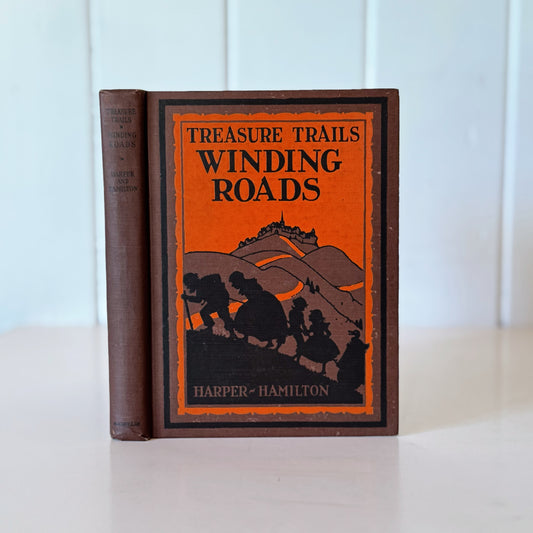 TREASURE
TRAILS
WINDING
ROADS
HARPER
AND
HAMILTON
TREASURE TRAILS
WINDING
ROADS
HARPER~HAMILTON